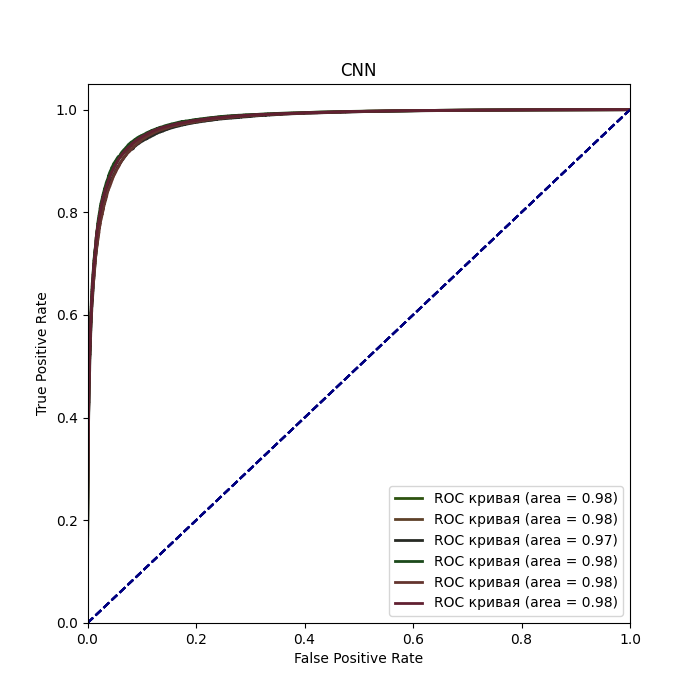 CNN
True Positive Rate
1.0
0.8
0.6
0.4
0.2
0.0
ROC кривая (area = 0.98)
ROC кривая (area = 0.98)
ROC кривая (area = 0.97)
ROC кривая (area = 0.98)
ROC кривая (area = 0.98)
ROC кривая (area = 0.98)
0.0 0.2 0.4 0.6 0.8 1.0
False Positive Rate